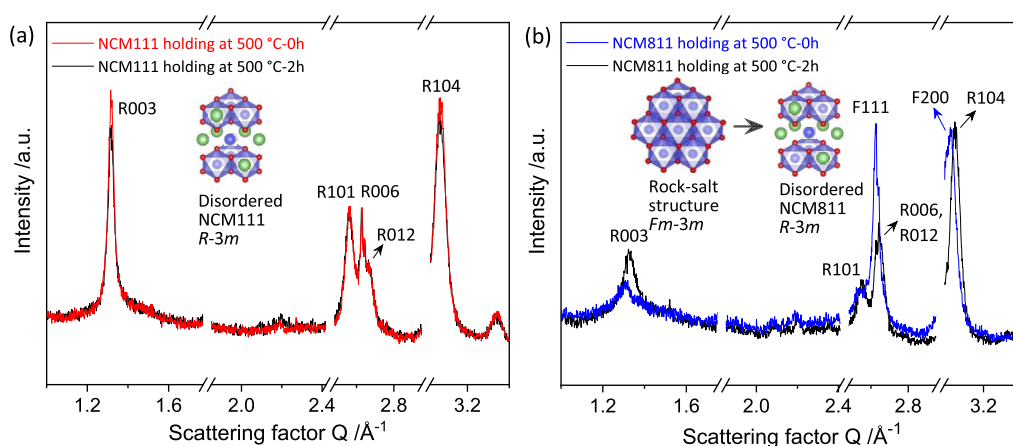 (a)
NCM111 holding at 500 °C-0h
NCM111 holding at 500 °C-2h
R003
R104
R101
R006
R012
Disordered
NCM111
R-3m
Intensity /a.u.
1.2
1.6
2.0
2.4
2.8
3.2
Scattering factor Q /Å⁻¹
(b)
NCM811 holding at 500 °C-0h
NCM811 holding at 500 °C-2h
F111
F200
R104
Rock-salt
structure
Fm-3m
Disordered
NCM811
R-3m
R006,
R012
R003
R101
Intensity /a.u.
1.2
1.6
2.0
2.4
2.8
3.2
Scattering factor Q /Å⁻¹